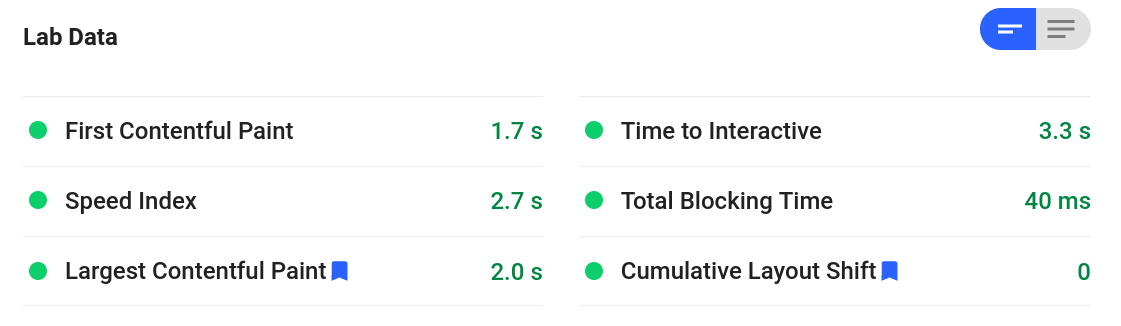 Lab Data
First Contentful Paint 1.7 s
Time to Interactive 3.3 s
Speed Index 2.7 s
Total Blocking Time 40 ms
Largest Contentful Paint 2.0 s
Cumulative Layout Shift 0